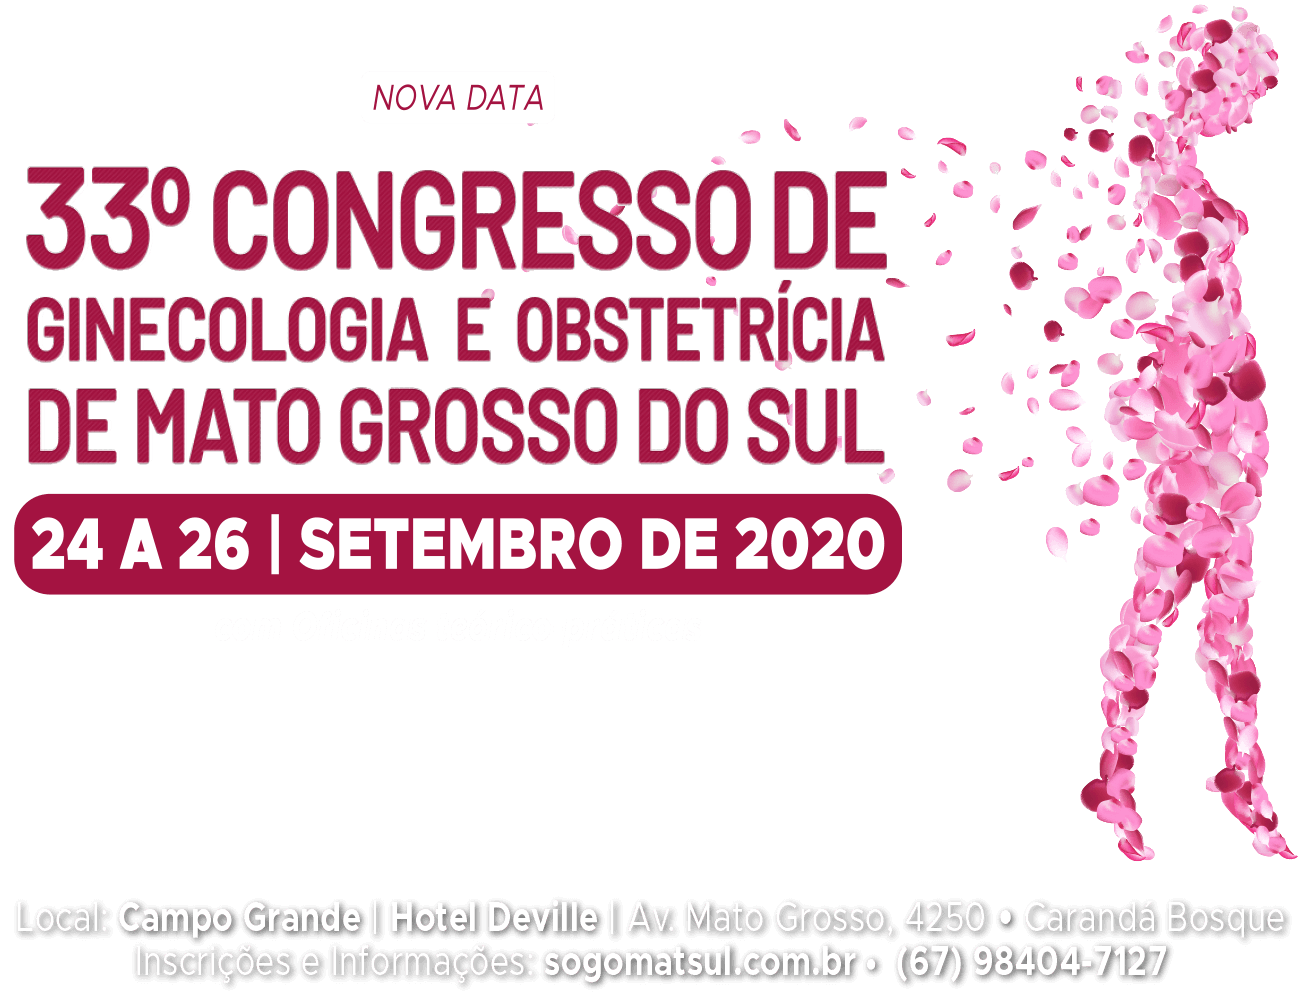 NOVA DATA
33º CONGRESSO DE
GINECOLOGIA E OBSTETRÍCIA
DE MATO GROSSO DO SUL
24 A 26 | SETEMBRO DE 2020
Local: Campo Grande | Hotel Deville | Av. Mato Grosso, 4250 • Carandá Bosque
Inscrições e Informações: sogomatsul.com.br • (67) 98404-7127